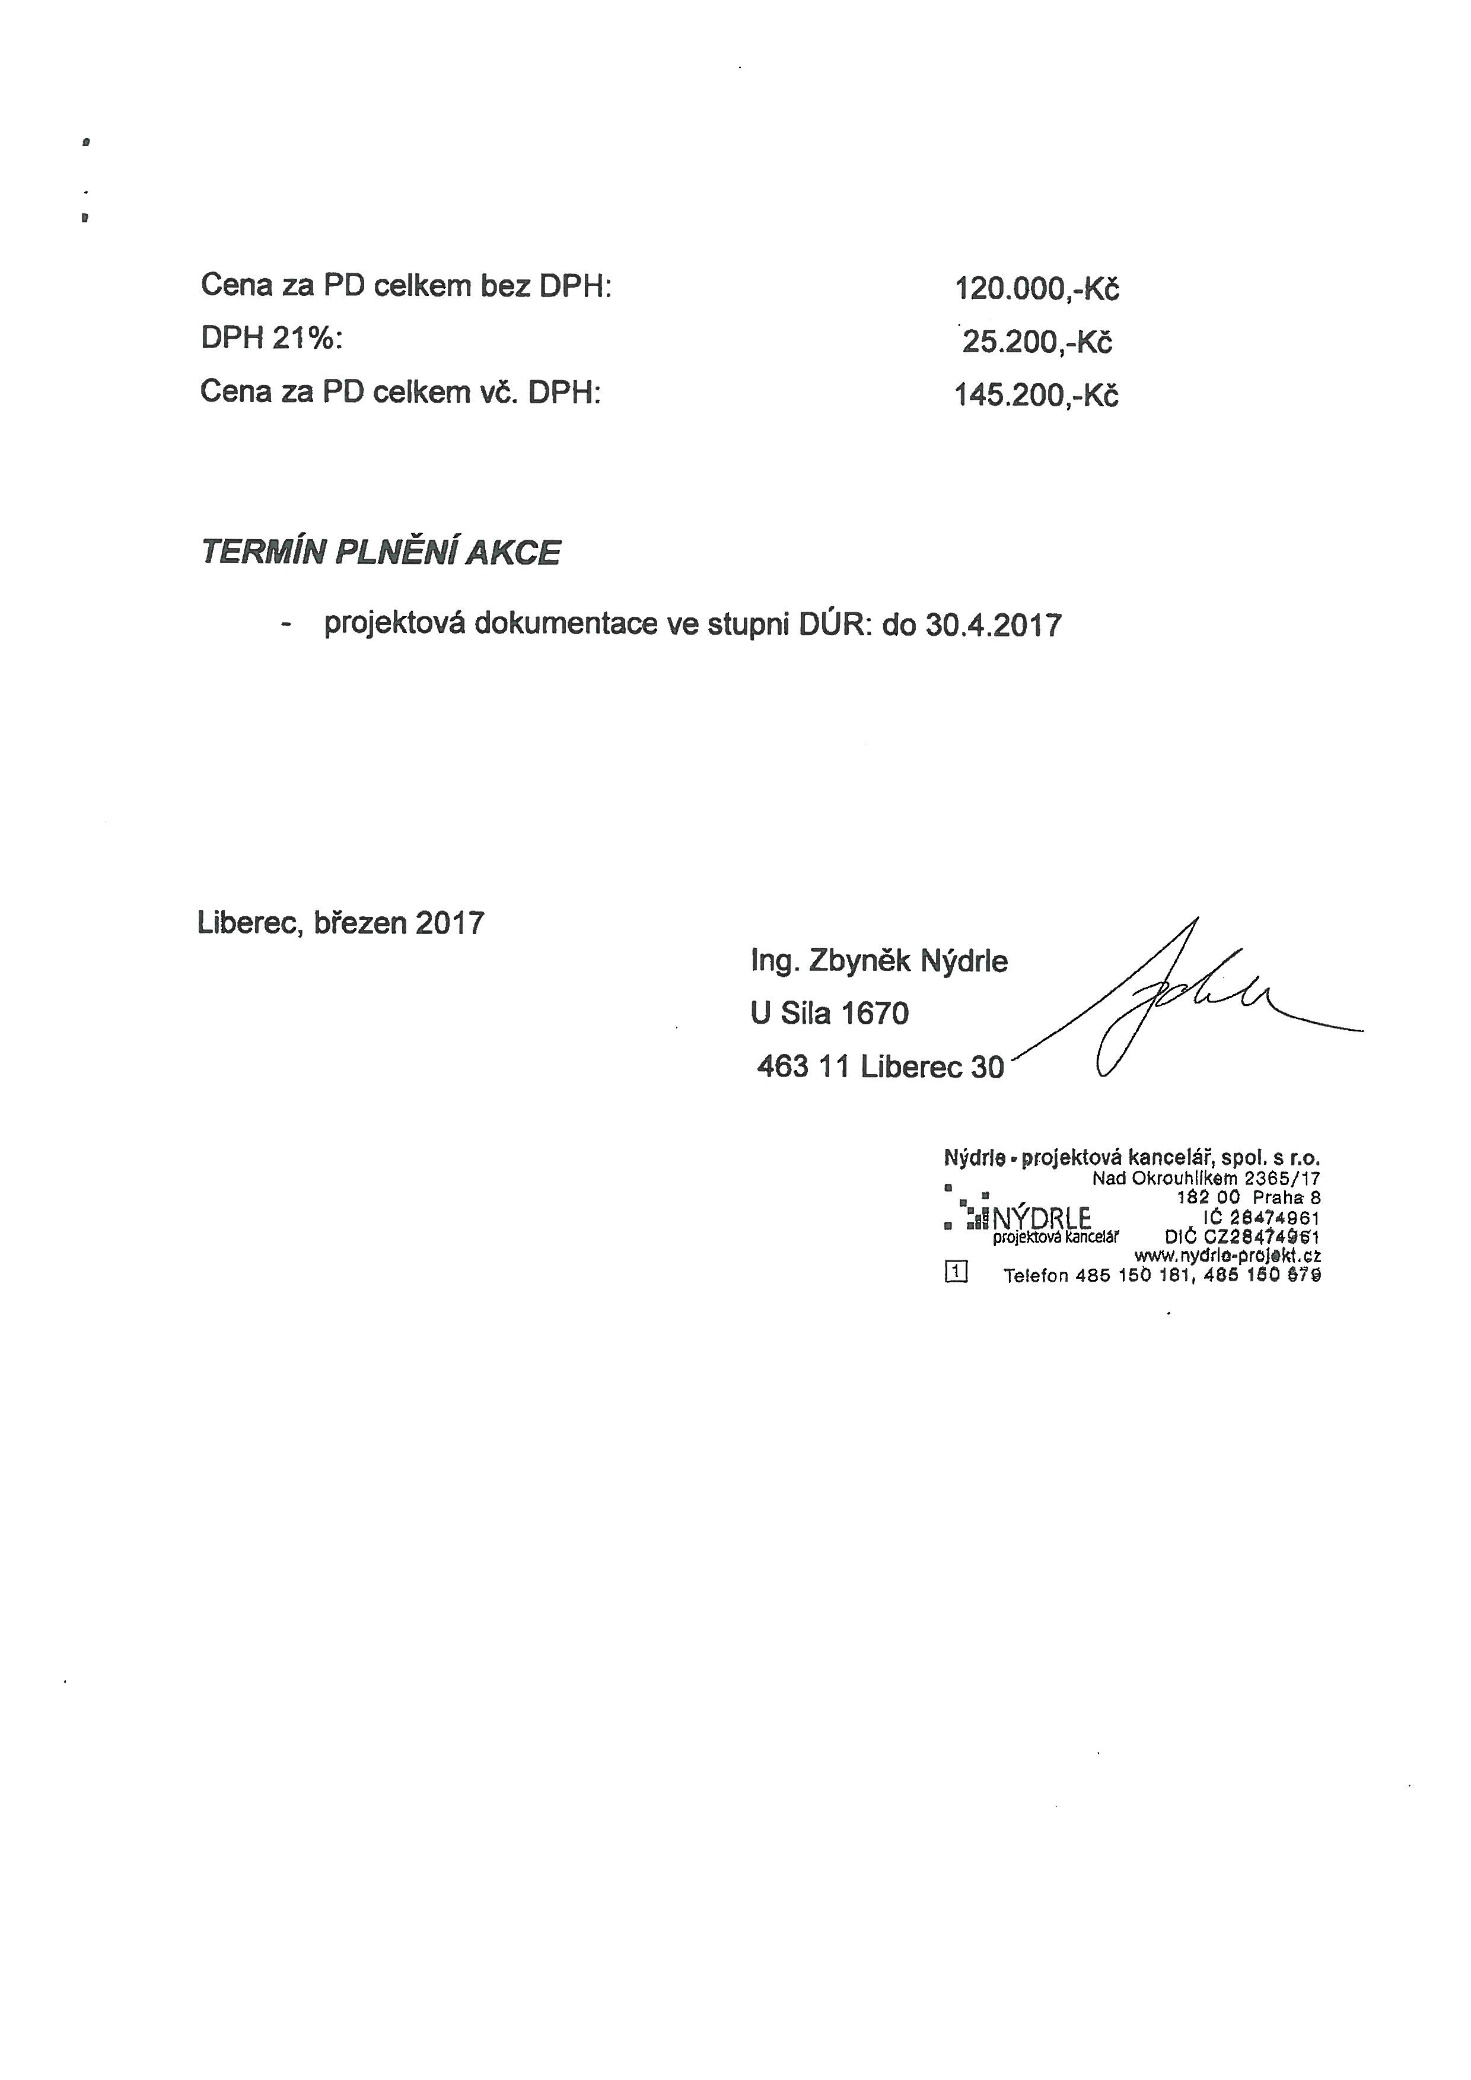 Cena za PD celkem bez DPH: 120.000,-Kč
DPH 21%: 25.200,-Kč
Cena za PD celkem vč. DPH: 145.200,-Kč
TERMÍN PLNĚNÍ AKCE
- projektová dokumentace ve stupni DÚR: do 30.4.2017
Liberec, březen 2017
Ing. Zbyněk Nýdrle
U Sila 1670
463 11 Liberec 30
Nýdrle - projektová kancelář, spol. s r.o.
Nad Okrouhlíkem 2365/17
182 00 Praha 8
NÝDRLE IČ 28474961
projektová kancelář DIČ CZ28474961
www.nydrle-projekt.cz
1 Telefon 485 150 181, 485 150 679